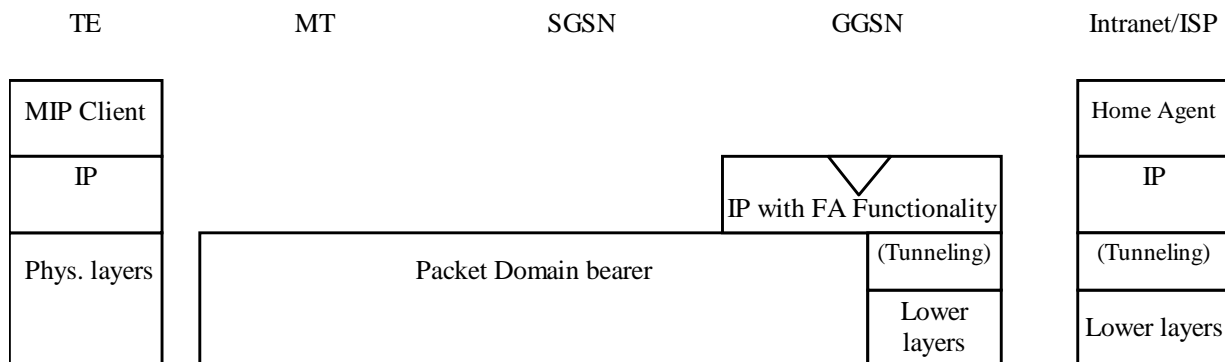 TE MT SGSN GGSN Intranet/ISP
MIP Client Home Agent
IP IP
IP with FA Functionality
Phys. layers Packet Domain bearer (Tunneling) (Tunneling)
Lower
layers
Lower layers